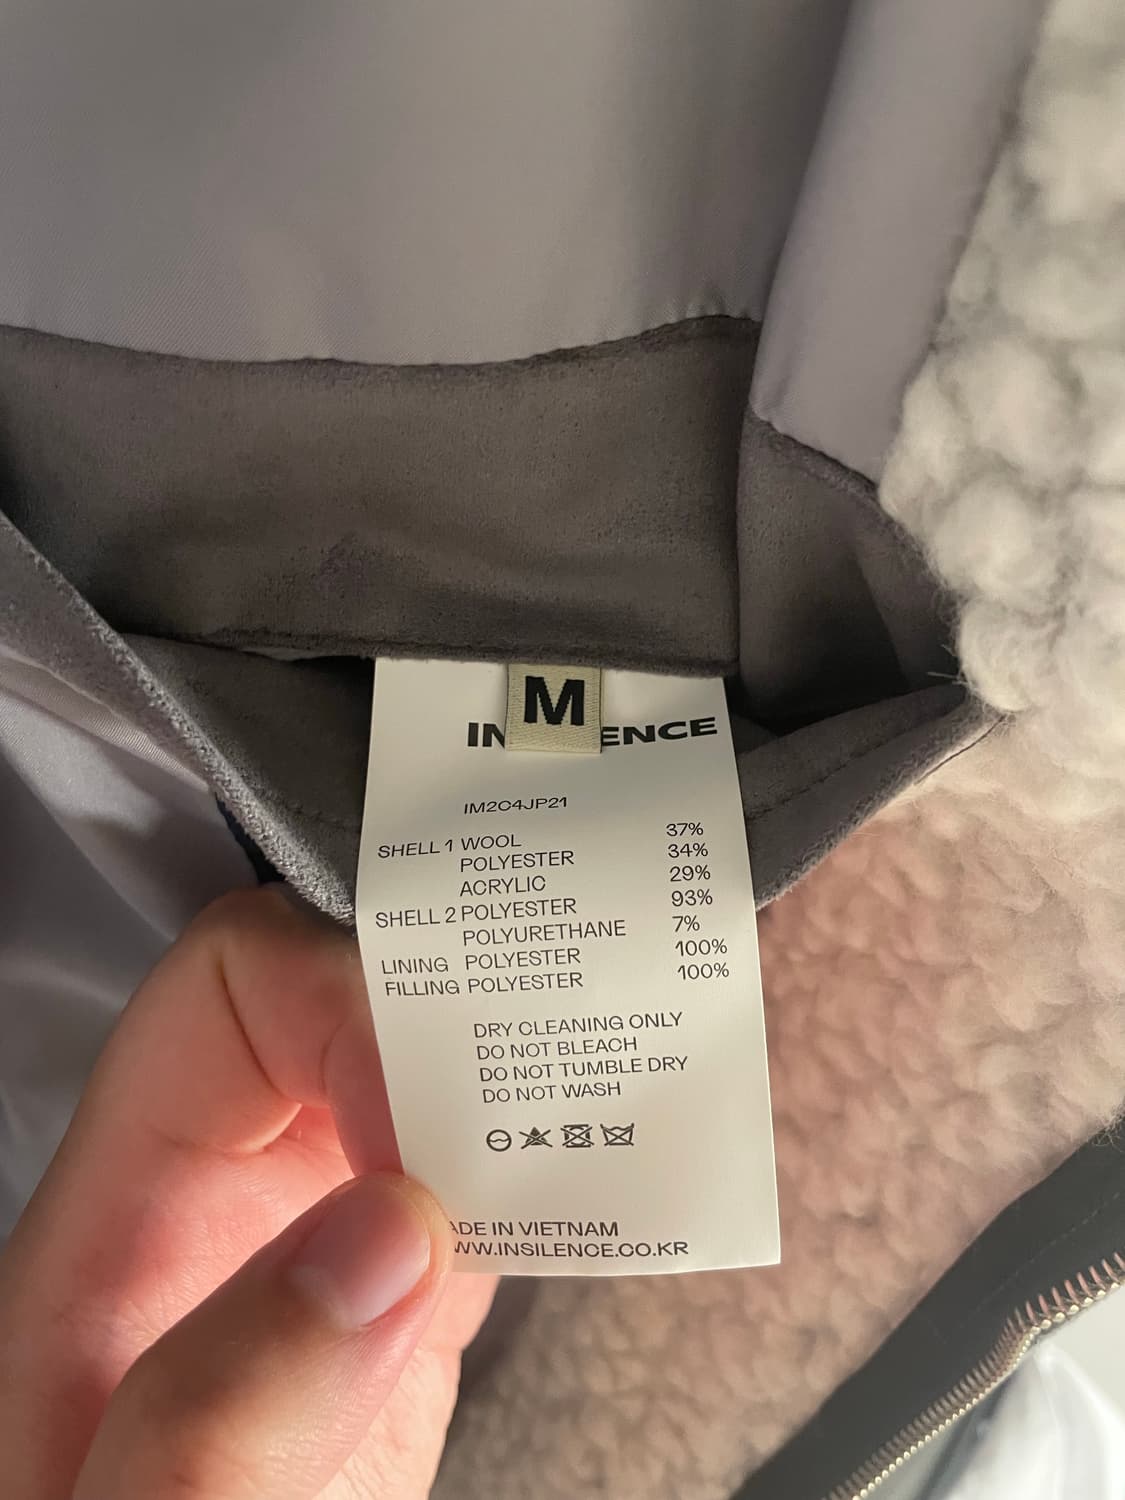 M
IN ENCE
IM2C4JP21
SHELL 1 WOOL 37%
POLYESTER 34%
ACRYLIC 29%
SHELL 2 POLYESTER 93%
POLYURETHANE 7%
LINING POLYESTER 100%
FILLING POLYESTER 100%
DRY CLEANING ONLY
DO NOT BLEACH
DO NOT TUMBLE DRY
DO NOT WASH
ADE IN VIETNAM
WW.INSILENCE.CO.KR